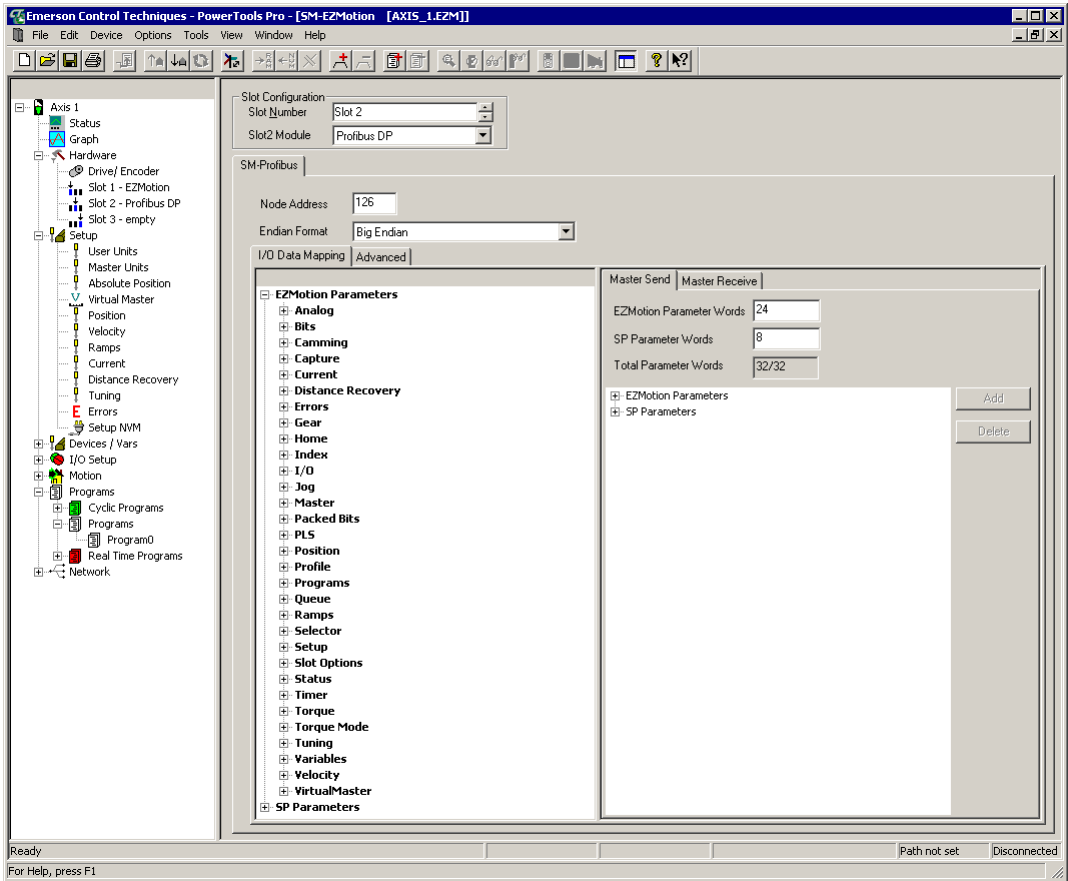 Emerson Control Techniques - PowerTools Pro - [SM-EZMotion [AXIS_1.EZM]]
File Edit Device Options Tools View Window Help
Axis 1
Status
Graph
Hardware
Drive/ Encoder
Slot 1 - EZMotion
Slot 2 - Profibus DP
Slot 3 - empty
Setup
User Units
Master Units
Absolute Position
Virtual Master
Position
Velocity
Ramps
Current
Distance Recovery
Tuning
Errors
Setup NVM
Devices / Vars
I/O Setup
Motion
Programs
Cyclic Programs
Programs
Program0
Real Time Programs
Network
Slot Configuration
Slot Number Slot 2
Slot2 Module Profibus DP
SM-Profibus
Node Address 126
Endian Format Big Endian
I/O Data Mapping Advanced
EZMotion Parameters
Analog
Bits
Camming
Capture
Current
Distance Recovery
Errors
Gear
Home
Index
I/O
Jog
Master
Packed Bits
PLS
Position
Profile
Programs
Queue
Ramps
Selector
Setup
Slot Options
Status
Timer
Torque
Torque Mode
Tuning
Variables
Velocity
VirtualMaster
SP Parameters
Master Send Master Receive
EZMotion Parameter Words 24
SP Parameter Words 8
Total Parameter Words 32/32
EZMotion Parameters
SP Parameters
Add
Delete
Ready Path not set Disconnected
For Help, press F1